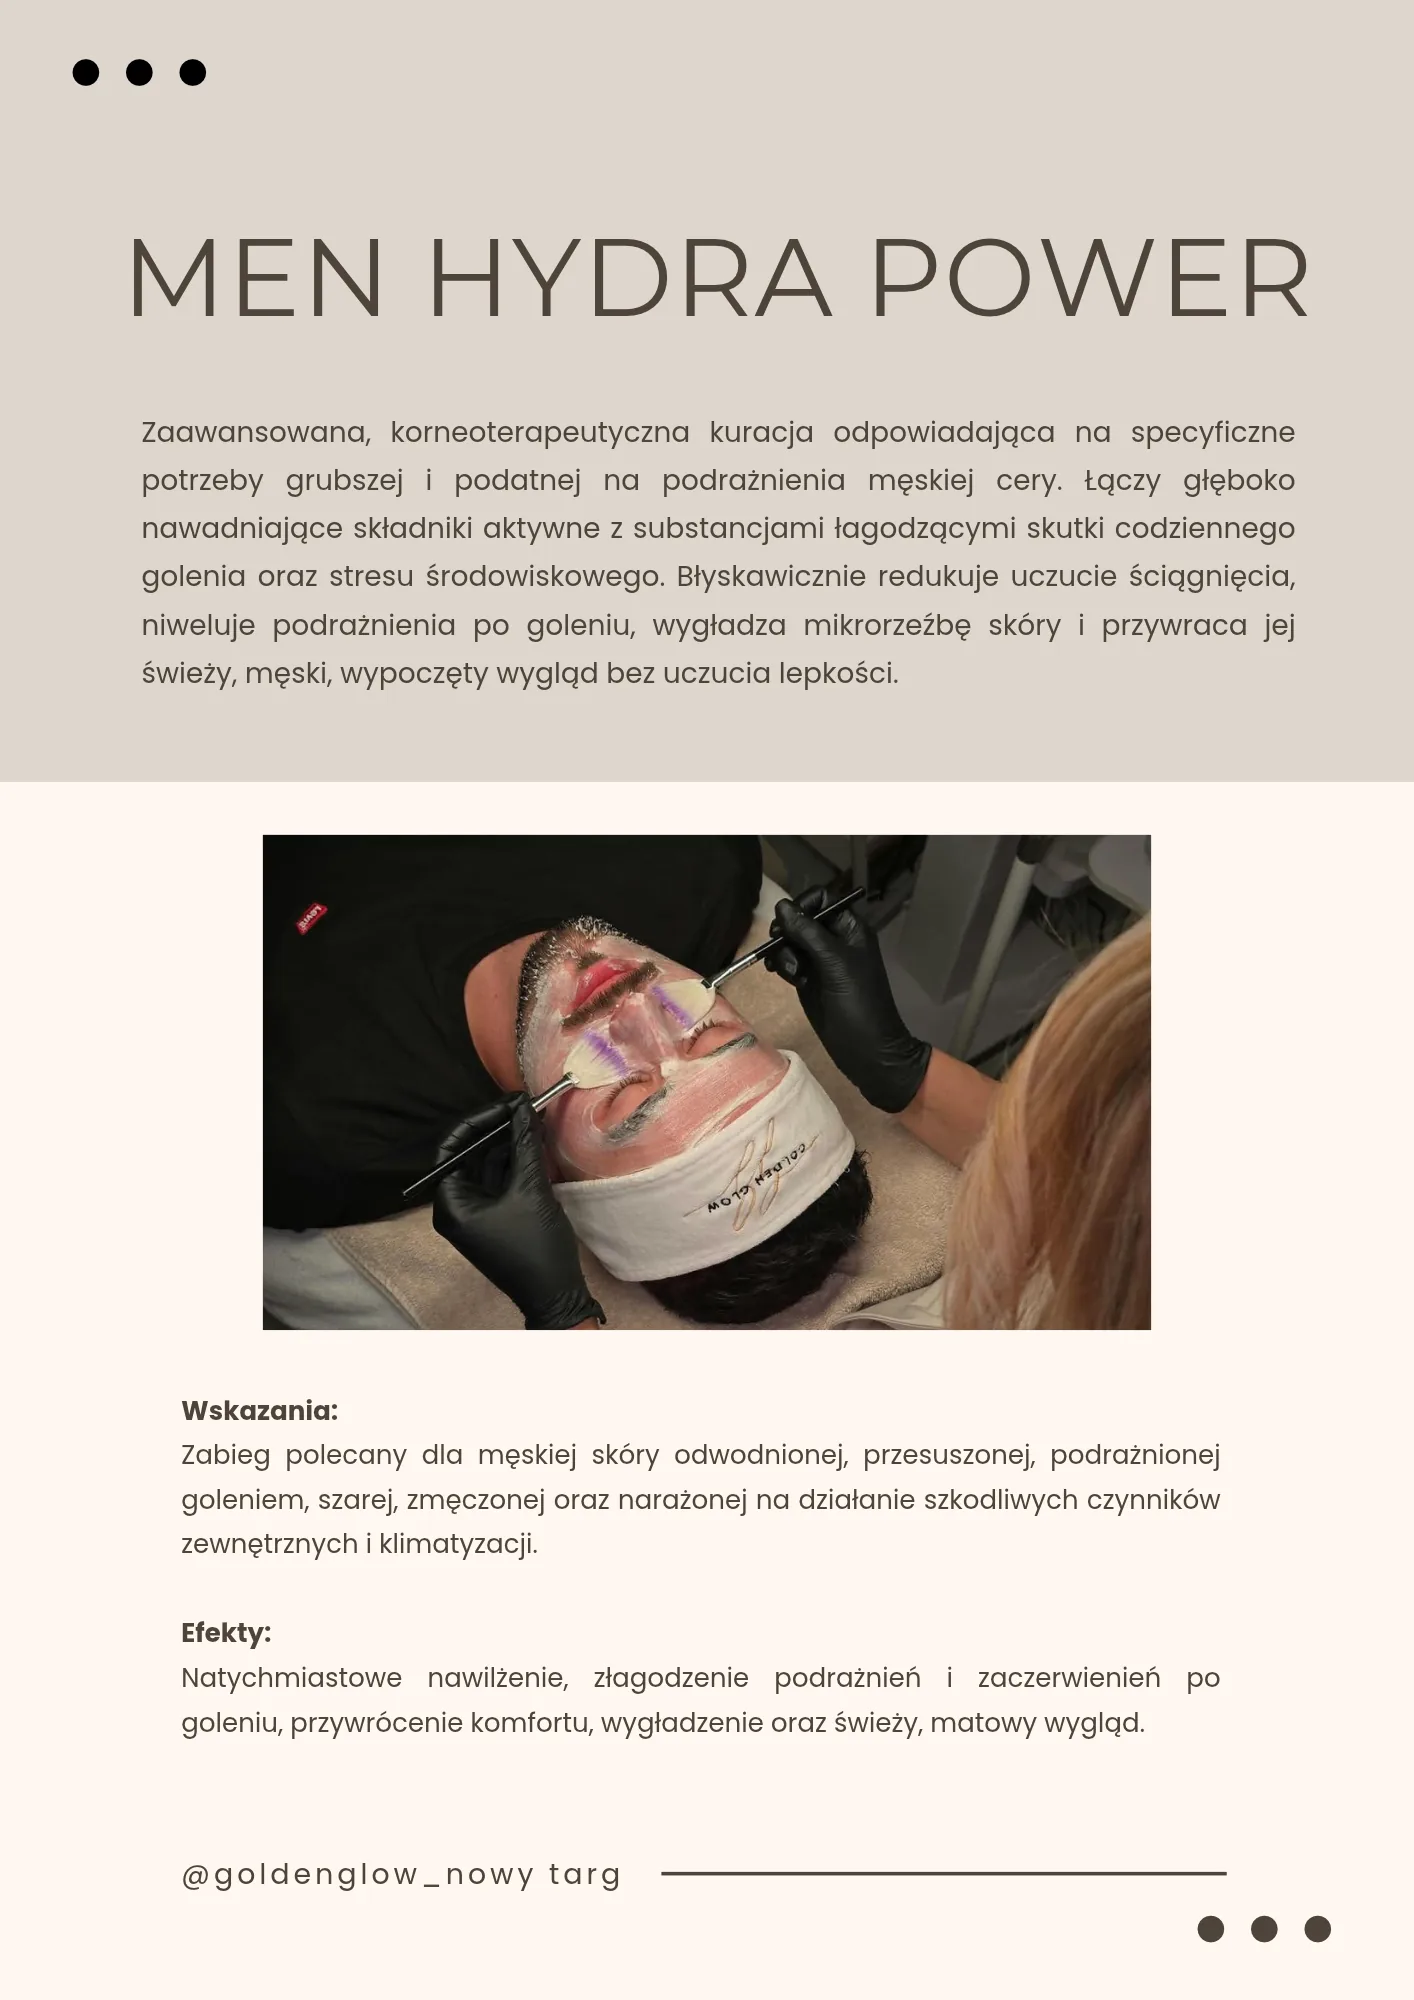 MEN HYDRA POWER
Zaawansowana, korneoterapeutyczna kuracja odpowiadająca na specyficzne
potrzeby grubszej i podatnej na podrażnienia męskiej cery. Łączy głęboko
nawadniające składniki aktywne z substancjami łagodzącymi skutki codziennego
golenia oraz stresu środowiskowego. Błyskawicznie redukuje uczucie ściągnięcia,
niweluje podrażnienia po goleniu, wygładza mikrorzeźbę skóry i przywraca jej
świeży, męski, wypoczęty wygląd bez uczucia lepkości.
LEVI'S
GOLDEN GLOW
Wskazania:
Zabieg polecany dla męskiej skóry odwodnionej, przesuszonej, podrażnionej
goleniem, szarej, zmęczonej oraz narażonej na działanie szkodliwych czynników
zewnętrznych i klimatyzacji.
Efekty:
Natychmiastowe nawilżenie, złagodzenie podrażnień i zaczerwienień po
goleniu, przywrócenie komfortu, wygładzenie oraz świeży, matowy wygląd.
@goldenglow_nowy targ